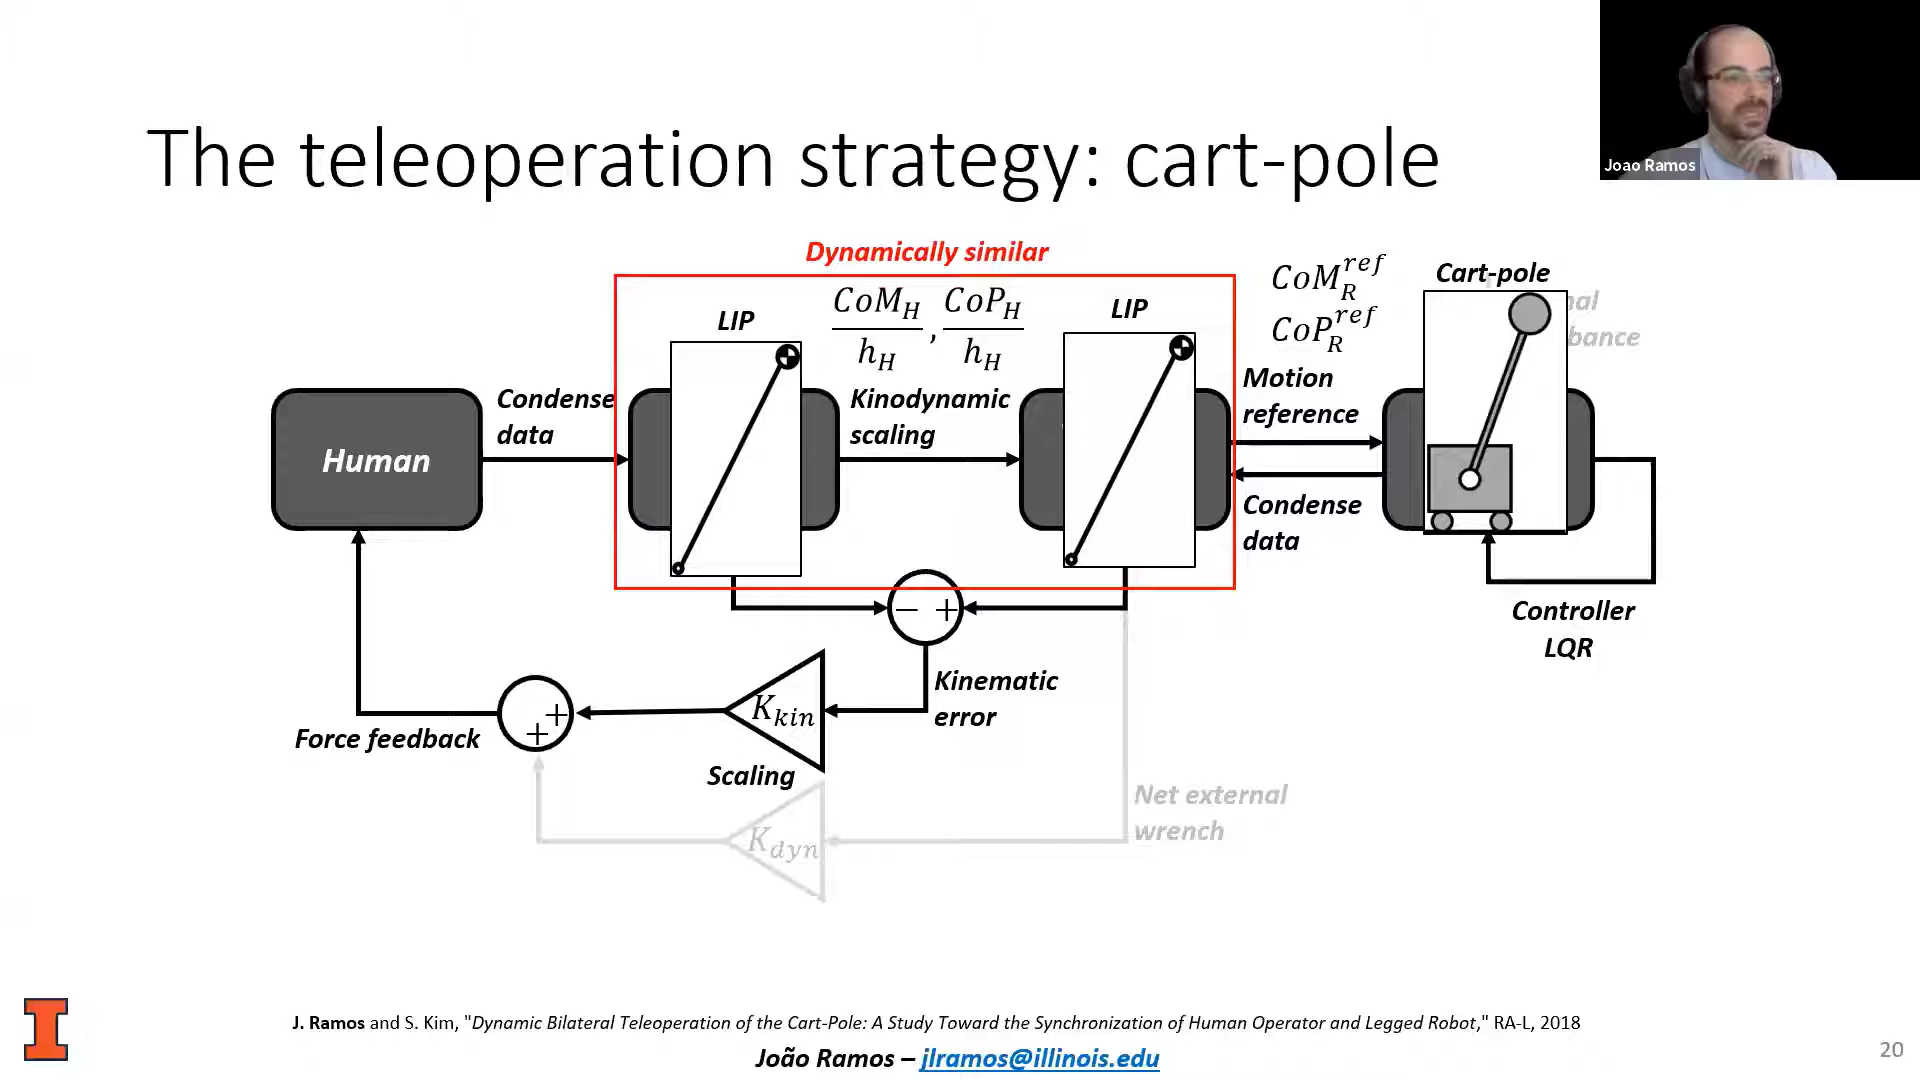 Joao Ramos
The teleoperation strategy: cart-pole
Dynamically similar
LIP
CoM_H / h_H , CoP_H / h_H
LIP
CoM_R^ref
CoP_R^ref
Cart-pole
Human
Condense
data
Kinodynamic
scaling
Motion
reference
Condense
data
− +
Controller
LQR
Kinematic
error
K_kin
Scaling
+
+
Force feedback
Net external
wrench
K_dyn
I
J. Ramos and S. Kim, "Dynamic Bilateral Teleoperation of the Cart-Pole: A Study Toward the Synchronization of Human Operator and Legged Robot," RA-L, 2018
João Ramos – jlramos@illinois.edu
20